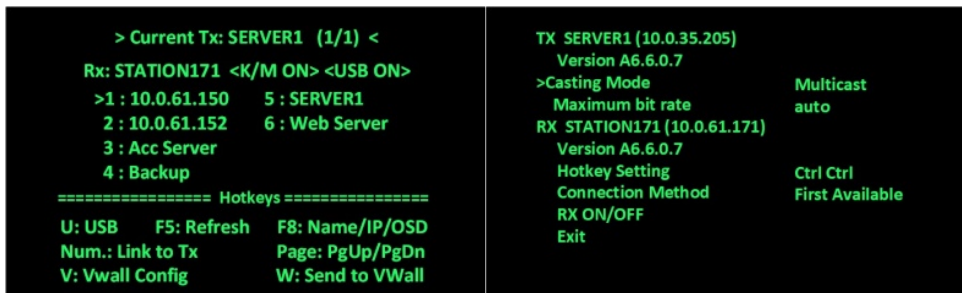 > Current Tx: SERVER1 (1/1) <
Rx: STATION171 <K/M ON> <USB ON>
>1 : 10.0.61.150 5 : SERVER1
2 : 10.0.61.152 6 : Web Server
3 : Acc Server
4 : Backup
================= Hotkeys ================
U: USB F5: Refresh F8: Name/IP/OSD
Num.: Link to Tx Page: PgUp/PgDn
V: Vwall Config W: Send to VWall
TX SERVER1 (10.0.35.205)
Version A6.6.0.7
>Casting Mode Multicast
Maximum bit rate auto
RX STATION171 (10.0.61.171)
Version A6.6.0.7
Hotkey Setting Ctrl Ctrl
Connection Method First Available
RX ON/OFF
Exit